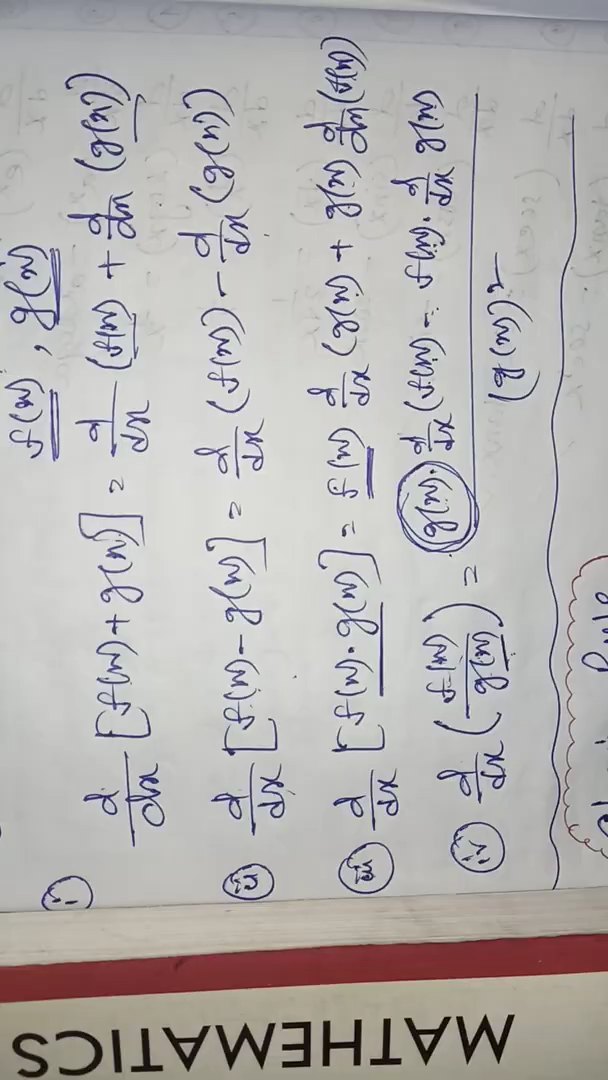 f(x) , g(x)
i) d/dx [f(x) + g(x)] = d/dx (f(x) + d/dx (g(x))
ii) d/dx [f(x) - g(x)] = d/dx (f(x)) - d/dx (g(x))
iii) d/dx [f(x) · g(x)] = f(x) d/dx (g(x) + g(x) d/dx (f(x)
iv) d/dx (f(x)/g(x)) = g(x) · d/dx (f(x) - f(x) · d/dx g(x)
(g(x))²
MATHEMATICS